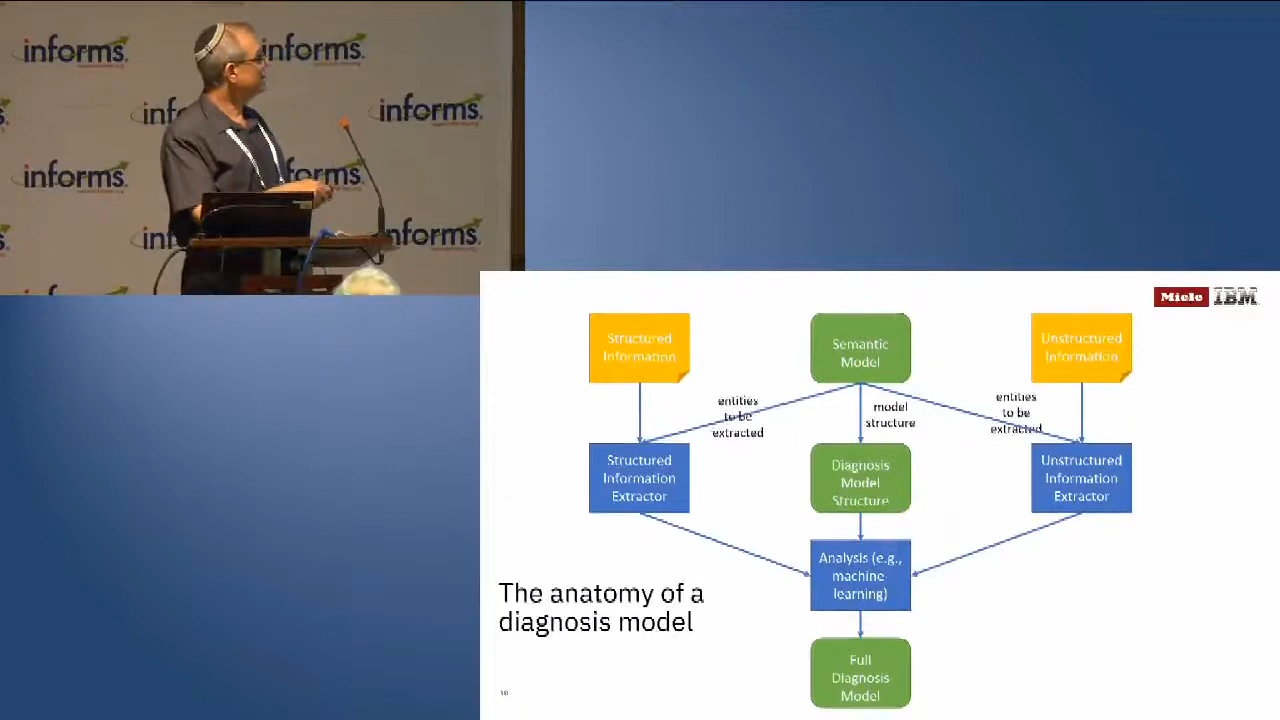 informs.
informs.
informs.
informs.
informs.
informs.
Miele IBM
Structured
Information
Semantic
Model
Unstructured
Information
entities
to be
extracted
model
structure
entities
to be
extracted
Structured
Information
Extractor
Diagnosis
Model
Structure
Unstructured
Information
Extractor
Analysis (e.g.,
machine
learning)
The anatomy of a
diagnosis model
Full
Diagnosis
Model
18